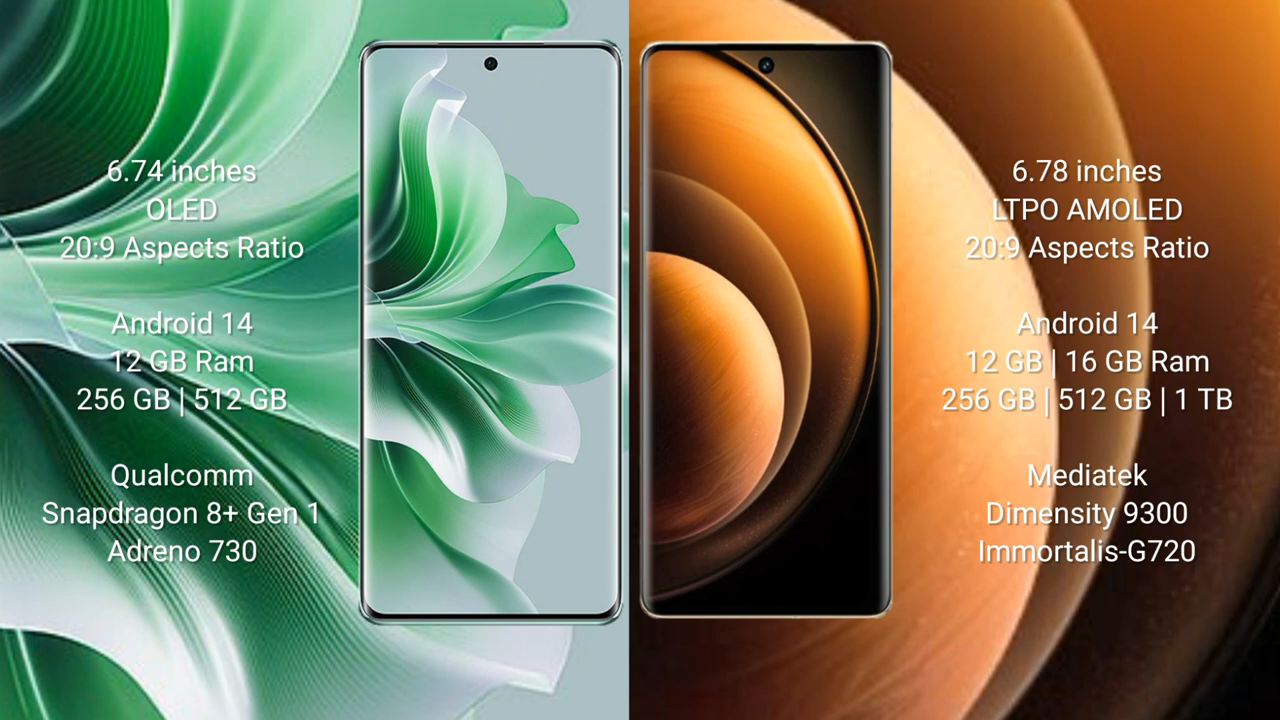 6.74 inches
OLED
20:9 Aspects Ratio
Android 14
12 GB Ram
256 GB | 512 GB
Qualcomm
Snapdragon 8+ Gen 1
Adreno 730
6.78 inches
LTPO AMOLED
20:9 Aspects Ratio
Android 14
12 GB | 16 GB Ram
256 GB | 512 GB | 1 TB
Mediatek
Dimensity 9300
Immortalis-G720